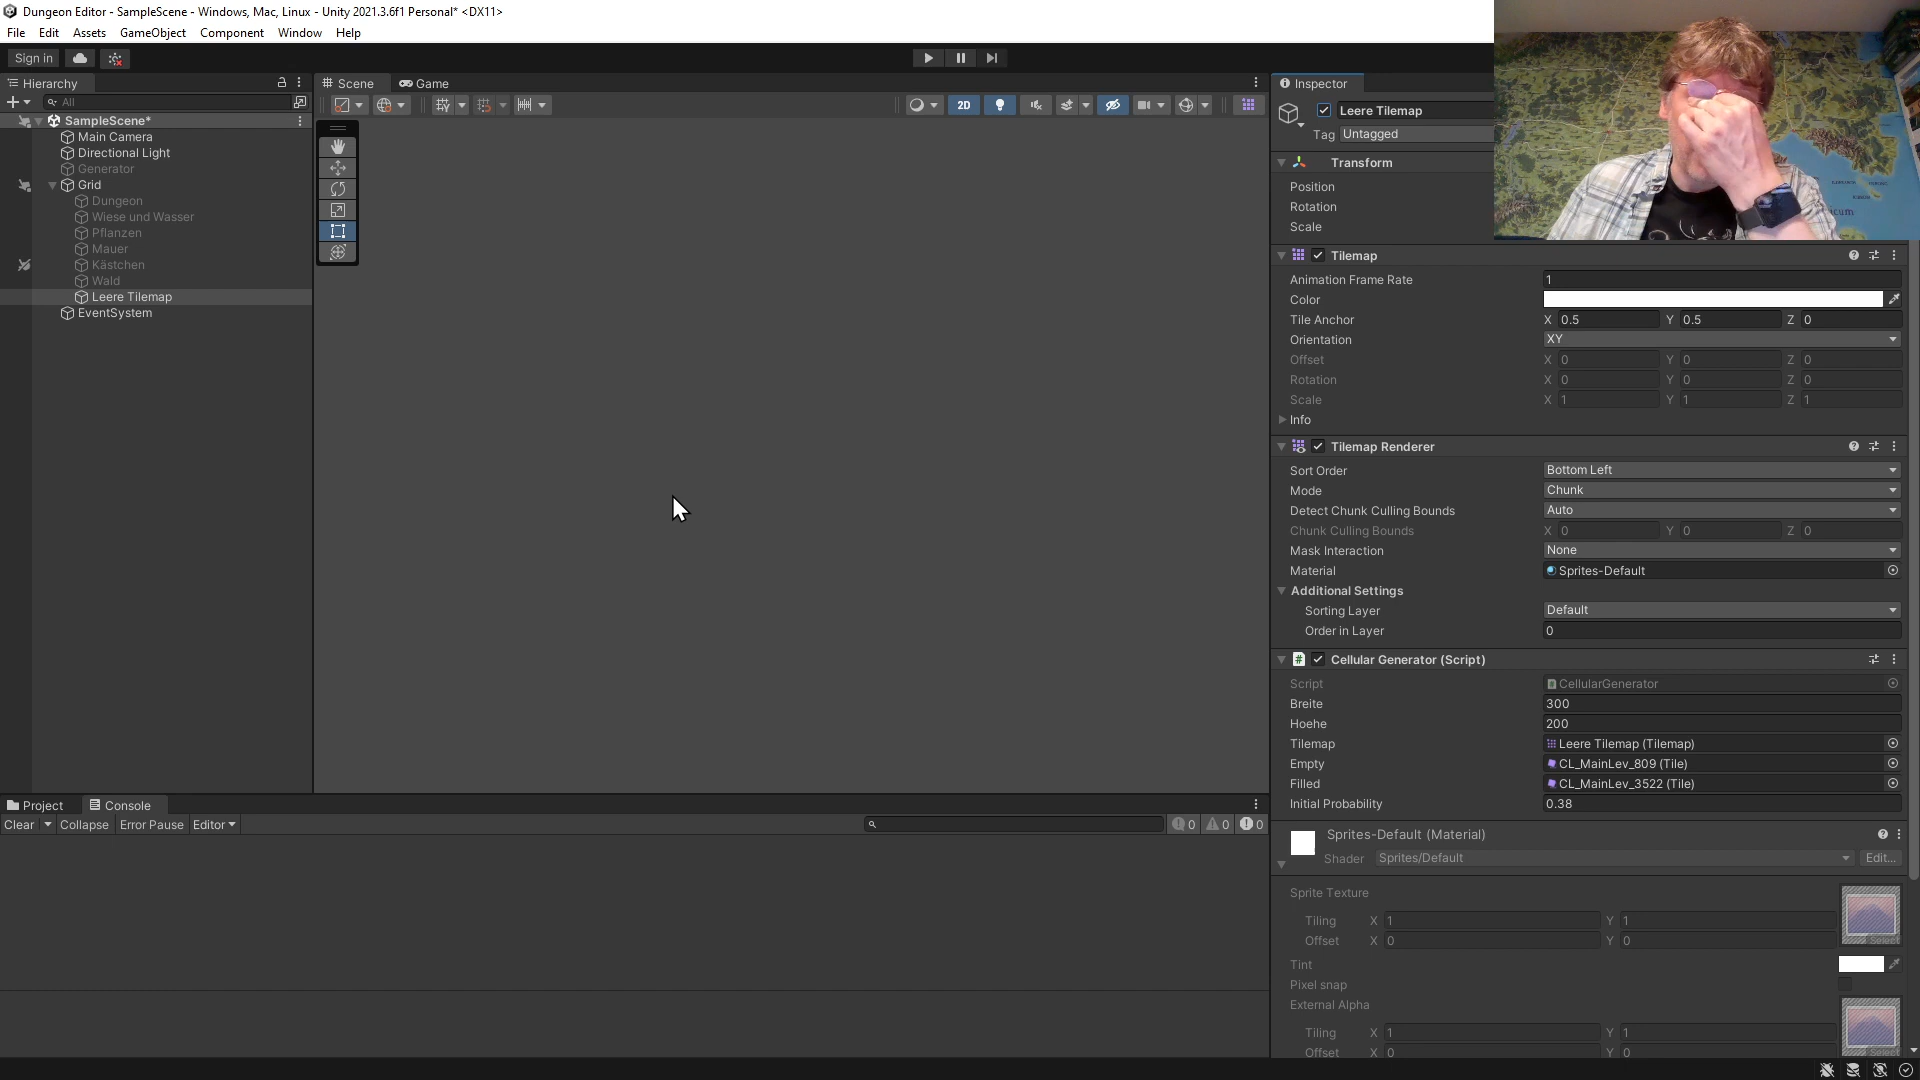 Dungeon Editor - SampleScene - Windows, Mac, Linux - Unity 2021.3.6f1 Personal* <DX11>
File Edit Assets GameObject Component Window Help
Sign in
Hierarchy
All
SampleScene*
Main Camera
Directional Light
Generator
Grid
Dungeon
Wiese und Wasser
Pflanzen
Mauer
Kästchen
Wald
Leere Tilemap
EventSystem
Scene Game
2D
Project Console
Clear Collapse Error Pause Editor
0 0 0
Inspector
Leere Tilemap
Tag Untagged
Transform
Position
Rotation
Scale
Tilemap
Animation Frame Rate 1
Color
Tile Anchor X 0.5 Y 0.5 Z 0
Orientation XY
Offset X 0 Y 0 Z 0
Rotation X 0 Y 0 Z 0
Scale X 1 Y 1 Z 1
Info
Tilemap Renderer
Sort Order Bottom Left
Mode Chunk
Detect Chunk Culling Bounds Auto
Chunk Culling Bounds X 0 Y 0 Z 0
Mask Interaction None
Material Sprites-Default
Additional Settings
Sorting Layer Default
Order in Layer 0
# Cellular Generator (Script)
Script CellularGenerator
Breite 300
Hoehe 200
Tilemap Leere Tilemap (Tilemap)
Empty CL_MainLev_809 (Tile)
Filled CL_MainLev_3522 (Tile)
Initial Probability 0.38
Sprites-Default (Material)
Shader Sprites/Default Edit...
Sprite Texture
Tiling X 1 Y 1
Offset X 0 Y 0
Select
Tint
Pixel snap
External Alpha
Tiling X 1 Y 1
Offset X 0 Y 0
Select